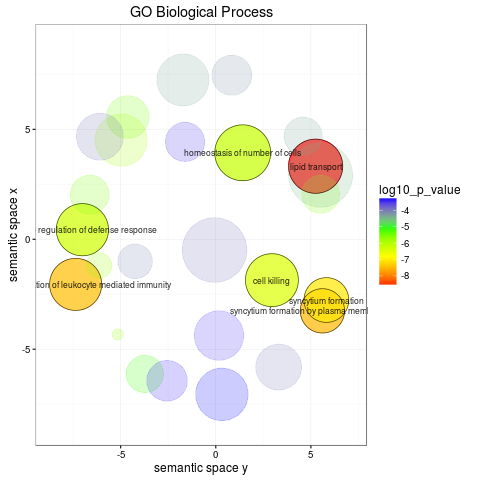 GO Biological Process
homeostasis of number of cells
lipid transport
regulation of defense response
cell killing
tion of leukocyte mediated immunity
syncytium formation
syncytium formation by plasma meml
5
0
-5
-5
0
5
semantic space x
semantic space y
log10_p_value
-4
-5
-6
-7
-8